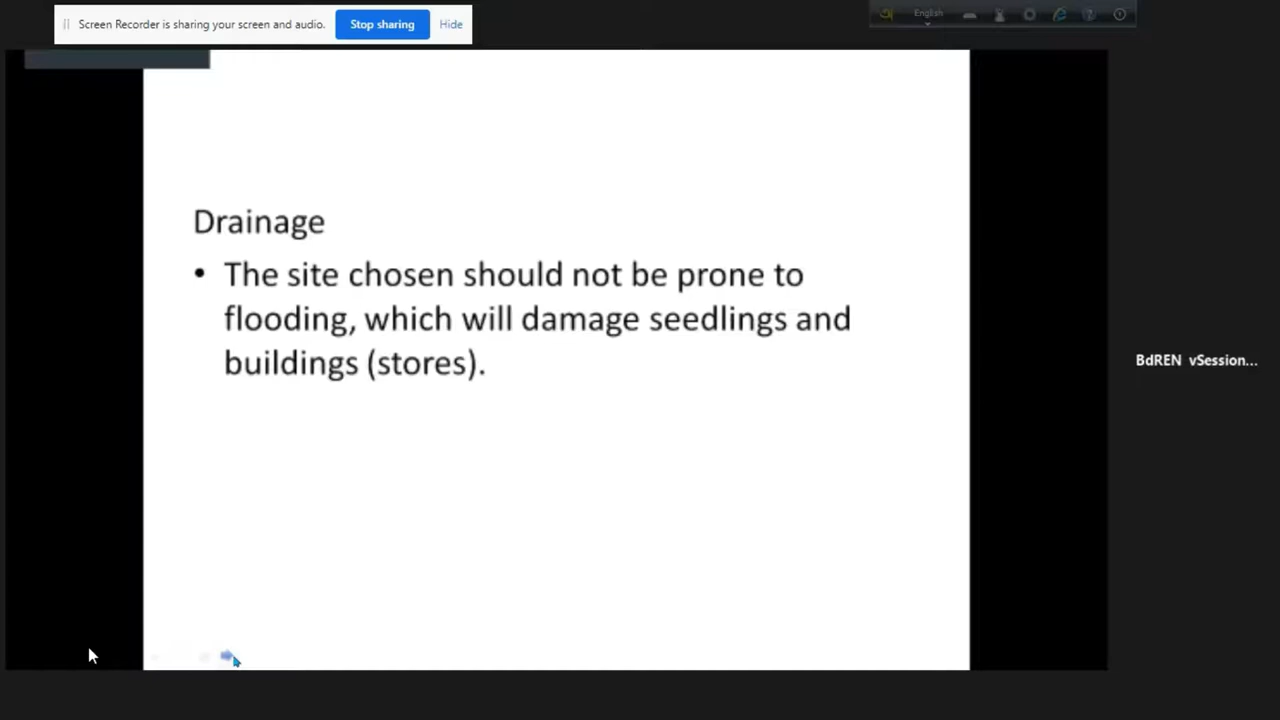 Screen Recorder is sharing your screen and audio.
Stop sharing
Hide
English
Drainage
• The site chosen should not be prone to
flooding, which will damage seedlings and
buildings (stores).
BdREN vSession...